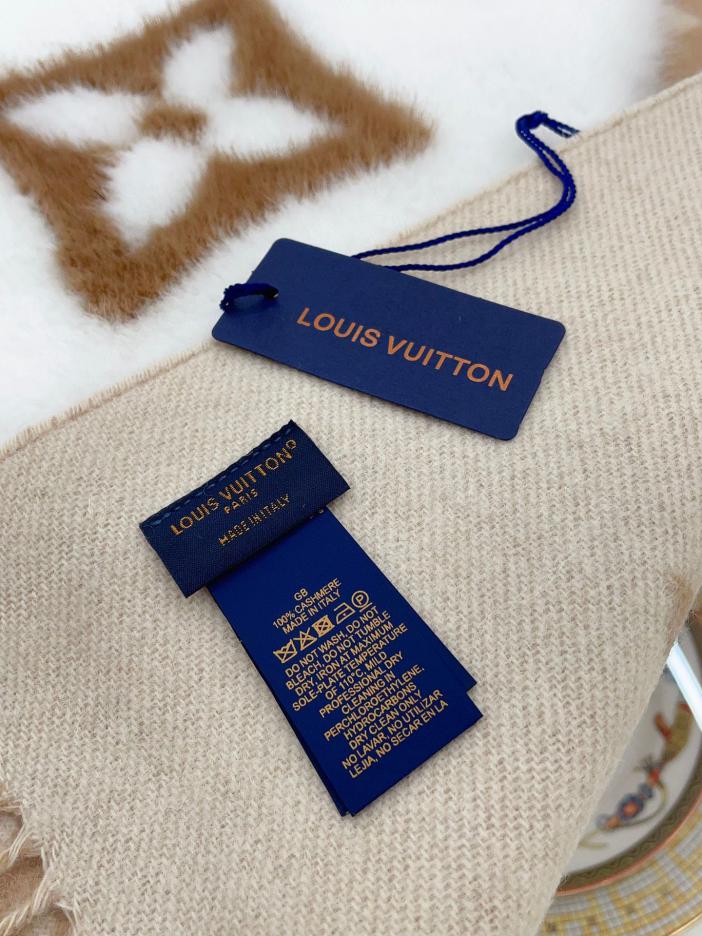 LOUIS VUITTON
LOUIS VUITTON
PARIS
MADE IN ITALY
GB
100% CASHMERE
MADE IN ITALY
DO NOT WASH, DO NOT
BLEACH, DO NOT TUMBLE
DRY, IRON AT MAXIMUM
SOLE-PLATE TEMPERATURE
OF 110°C, MILD
PROFESSIONAL DRY
CLEANING IN
PERCHLOROETHYLENE,
HYDROCARBONS
DRY CLEAN ONLY
NO LAVAR, NO UTILIZAR
LEJIA, NO SECAR EN LA